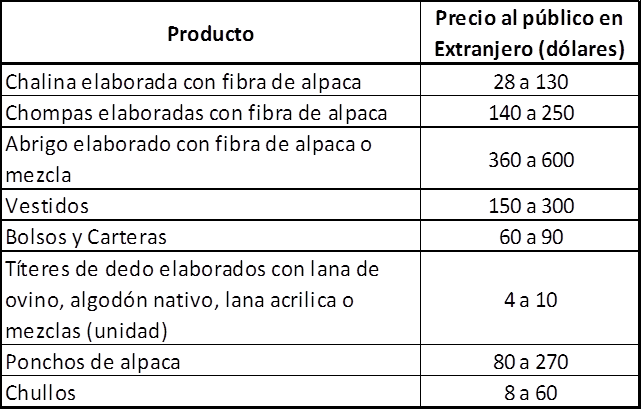 Producto
Precio al público en
Extranjero (dólares)
Chalina elaborada con fibra de alpaca
28 a 130
Chompas elaboradas con fibra de alpaca
140 a 250
Abrigo elaborado con fibra de alpaca o
mezcla
360 a 600
Vestidos
150 a 300
Bolsos y Carteras
60 a 90
Títeres de dedo elaborados con lana de
ovino, algodón nativo, lana acrilica o
mezclas (unidad)
4 a 10
Ponchos de alpaca
80 a 270
Chullos
8 a 60